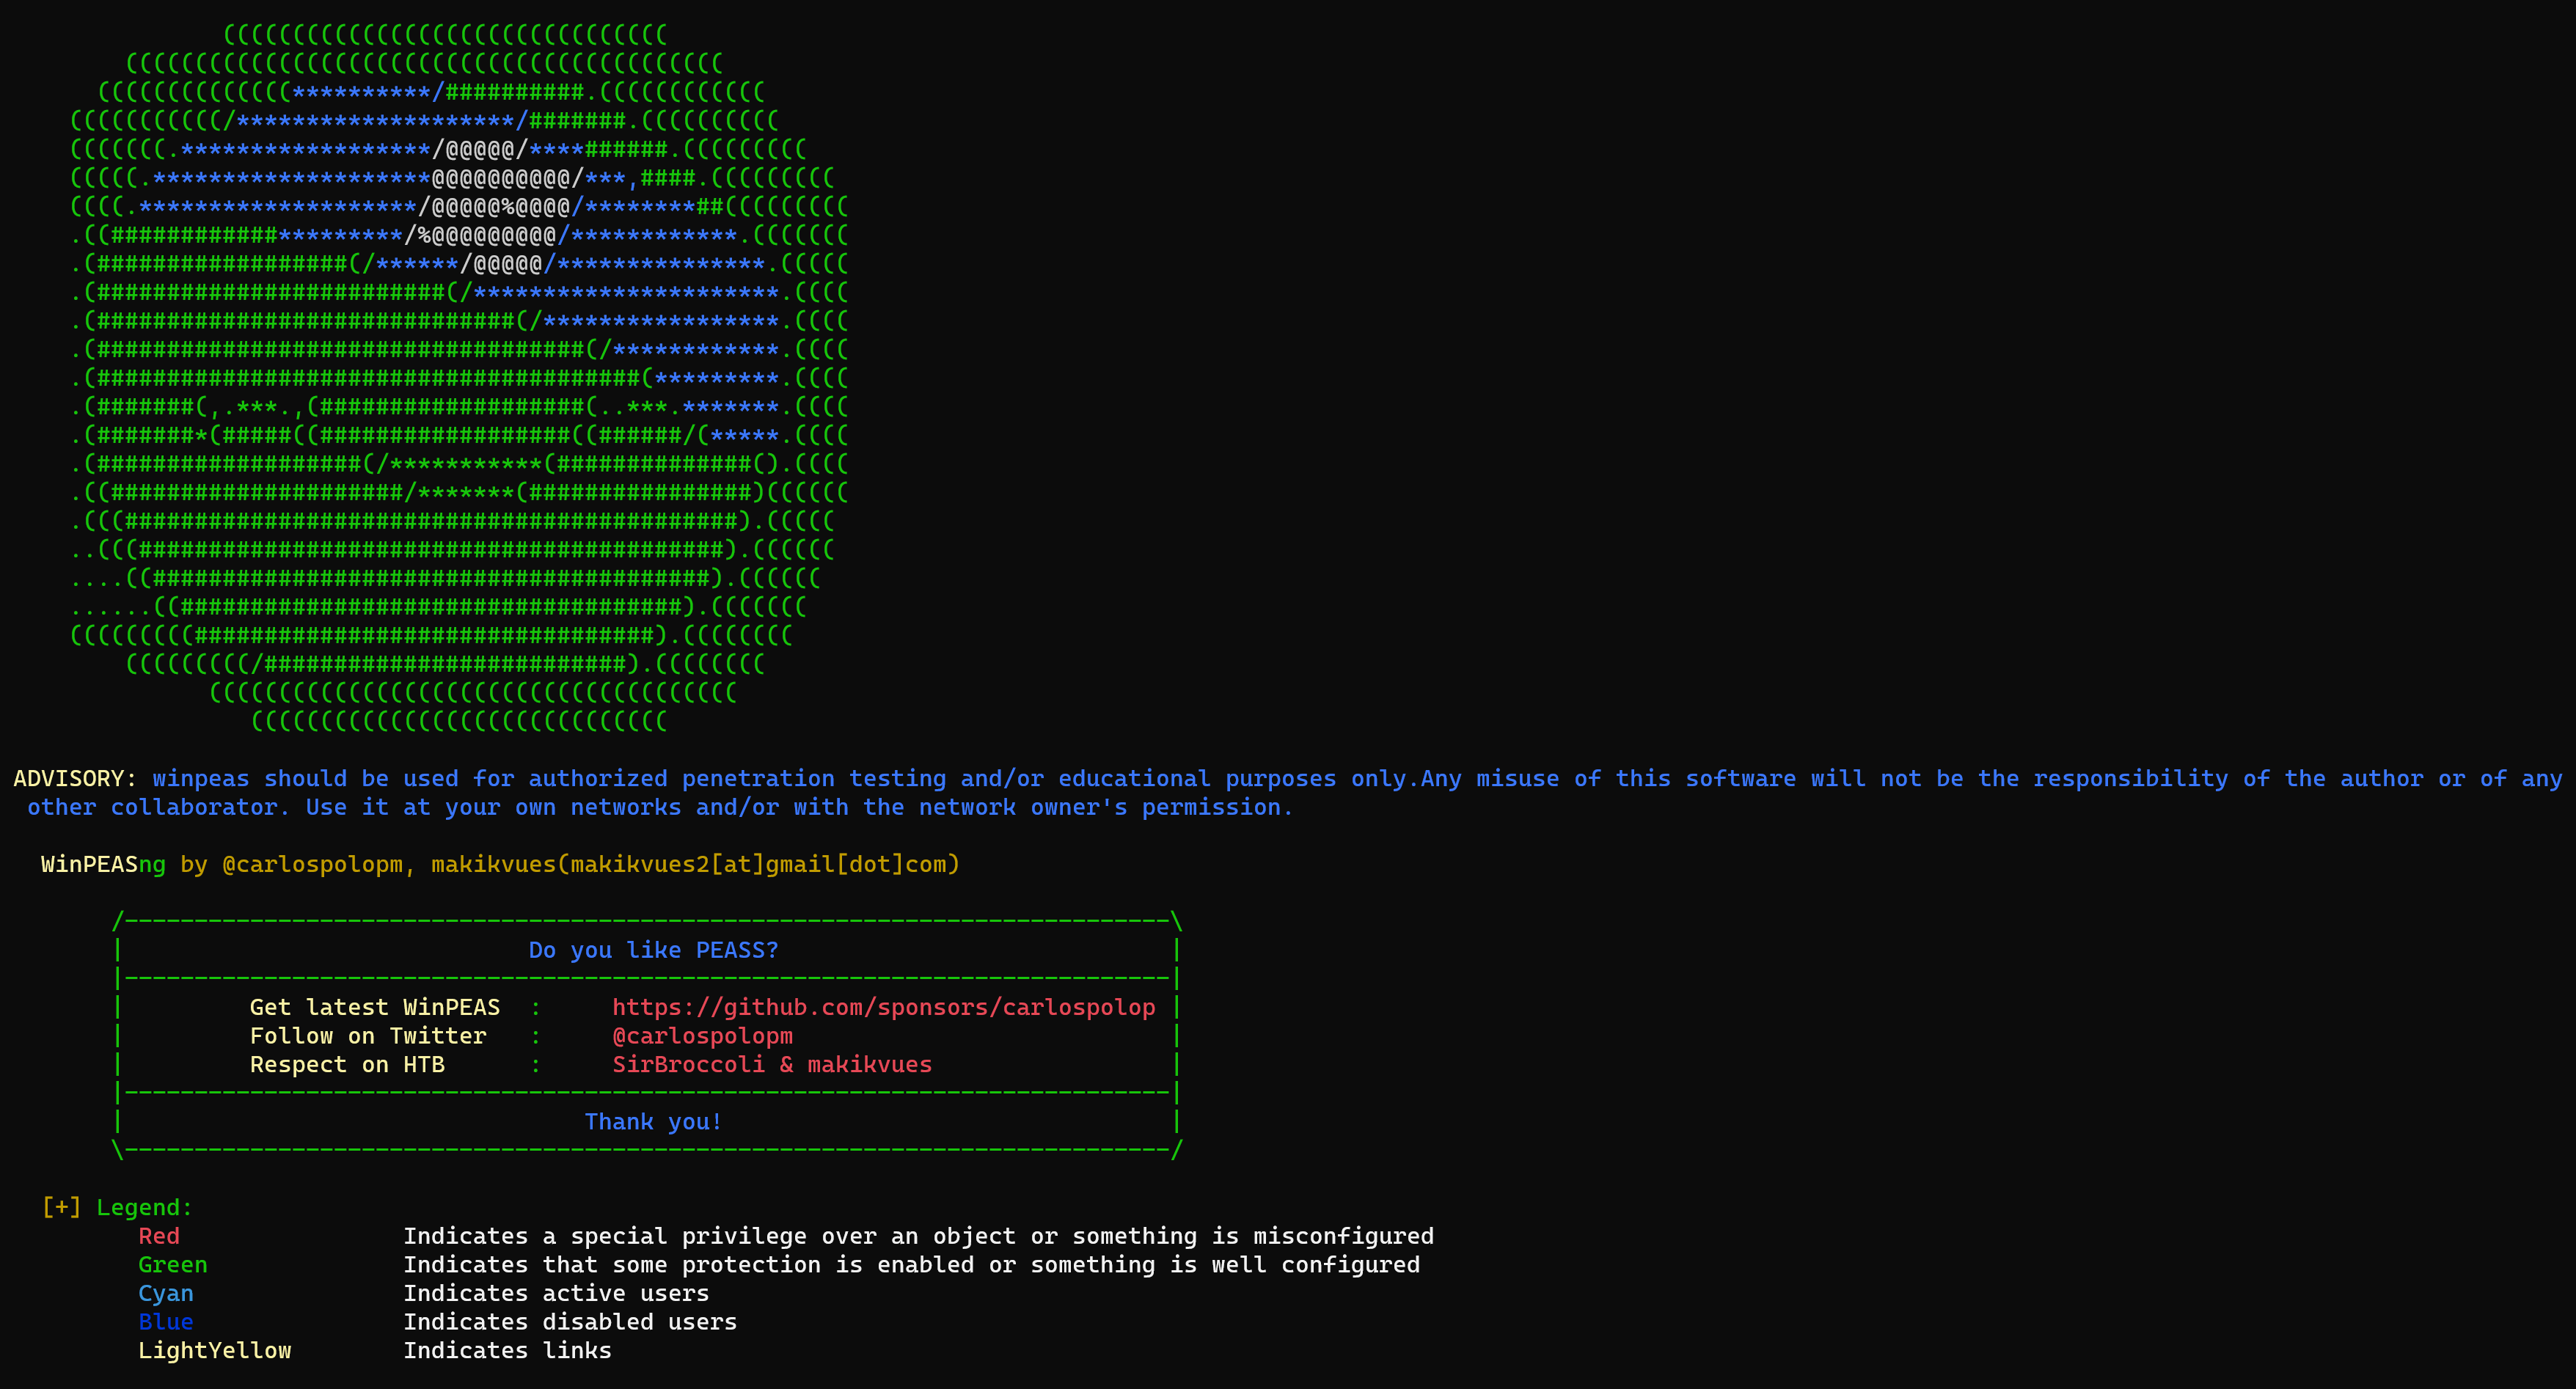 ADVISORY: winpeas should be used for authorized penetration testing and/or educational purposes only.Any misuse of this software will not be the responsibility of the author or of any
other collaborator. Use it at your own networks and/or with the network owner's permission.
WinPEASng by @carlospolopm, makikvues(makikvues2[at]gmail[dot]com)
Do you like PEASS?
Get latest WinPEAS : https://github.com/sponsors/carlospolop
Follow on Twitter : @carlospolopm
Respect on HTB : SirBroccoli & makikvues
Thank you!
[+] Legend:
Red Indicates a special privilege over an object or something is misconfigured
Green Indicates that some protection is enabled or something is well configured
Cyan Indicates active users
Blue Indicates disabled users
LightYellow Indicates links